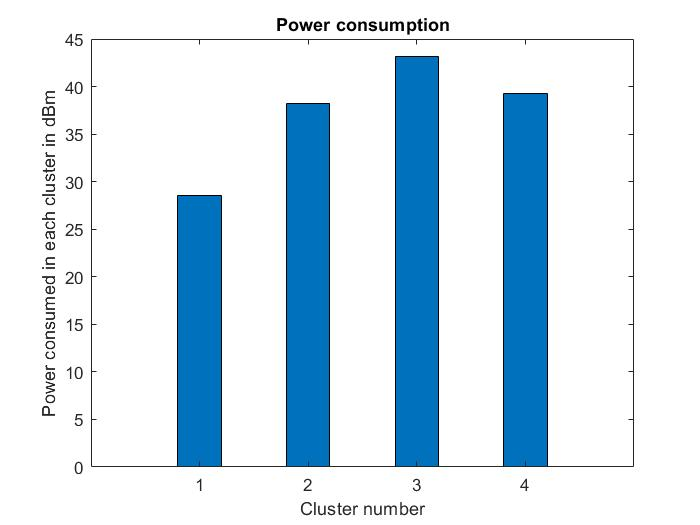 Power consumption
Power consumed in each cluster in dBm
45
40
35
30
25
20
15
10
5
0
1 2 3 4
Cluster number